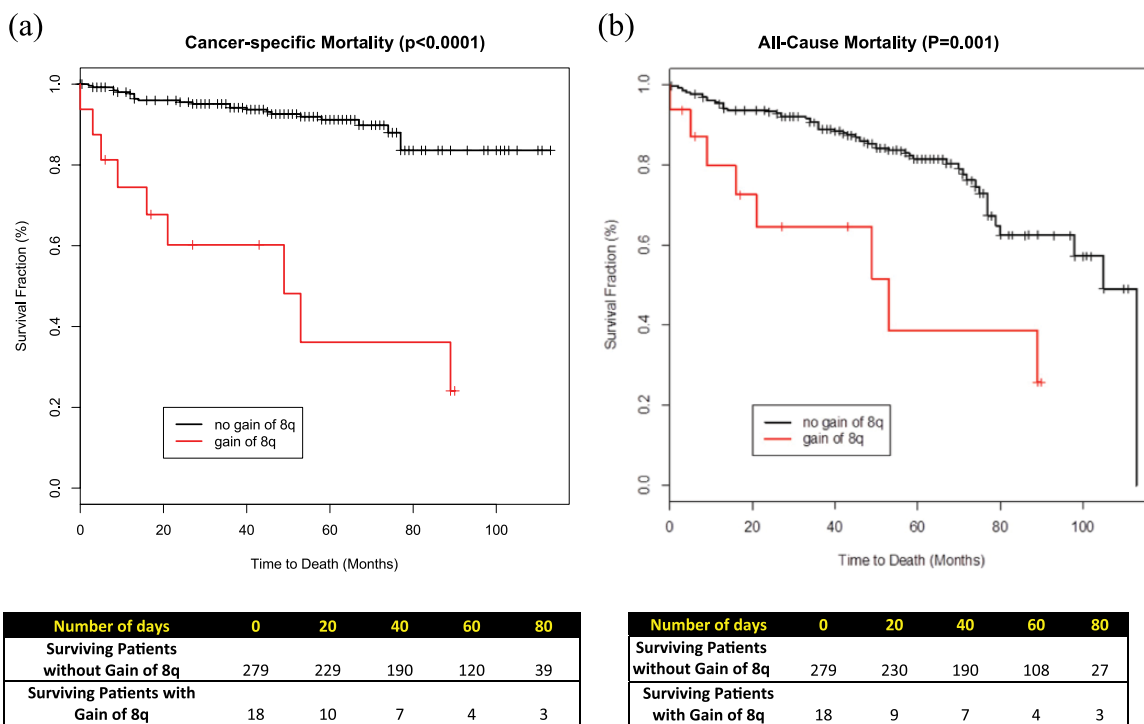 (a)
Cancer-specific Mortality (p<0.0001)
Survival Fraction (%)
1.0
0.8
0.6
0.4
0.2
0.0
no gain of 8q
gain of 8q
0 20 40 60 80 100
Time to Death (Months)
Number of days 0 20 40 60 80
Surviving Patients
without Gain of 8q 279 229 190 120 39
Surviving Patients with
Gain of 8q 18 10 7 4 3
(b)
All-Cause Mortality (P=0.001)
Survival Fraction (%)
1.0
0.8
0.6
0.4
0.2
0.0
no gain of 8q
gain of 8q
0 20 40 60 80 100
Time to Death (Months)
Number of days 0 20 40 60 80
Surviving Patients
without Gain of 8q 279 230 190 108 27
Surviving Patients
with Gain of 8q 18 9 7 4 3